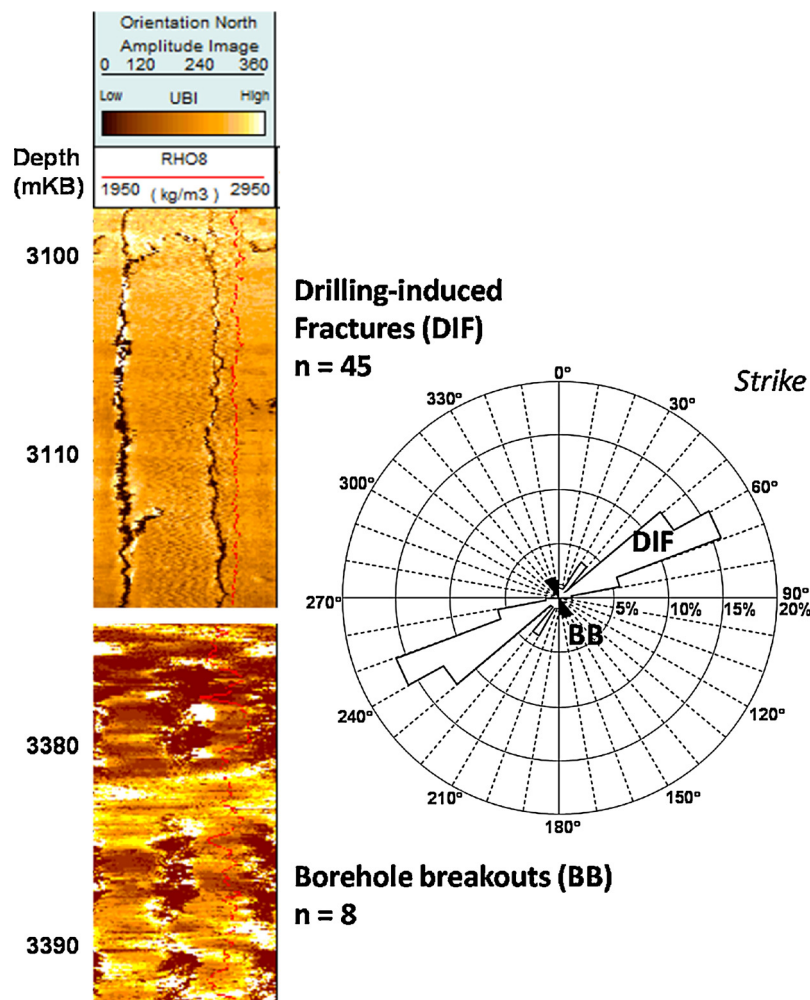 Orientation North
Amplitude Image
0 120 240 360
Low UBI High
Depth
(mKB)
RHO8
1950 (kg/m3) 2950
3100
3110
3380
3390
Drilling-induced
Fractures (DIF)
n = 45
Strike
0°
30°
60°
90°
120°
150°
180°
210°
240°
270°
300°
330°
5% 10% 15% 20%
DIF
BB
Borehole breakouts (BB)
n = 8